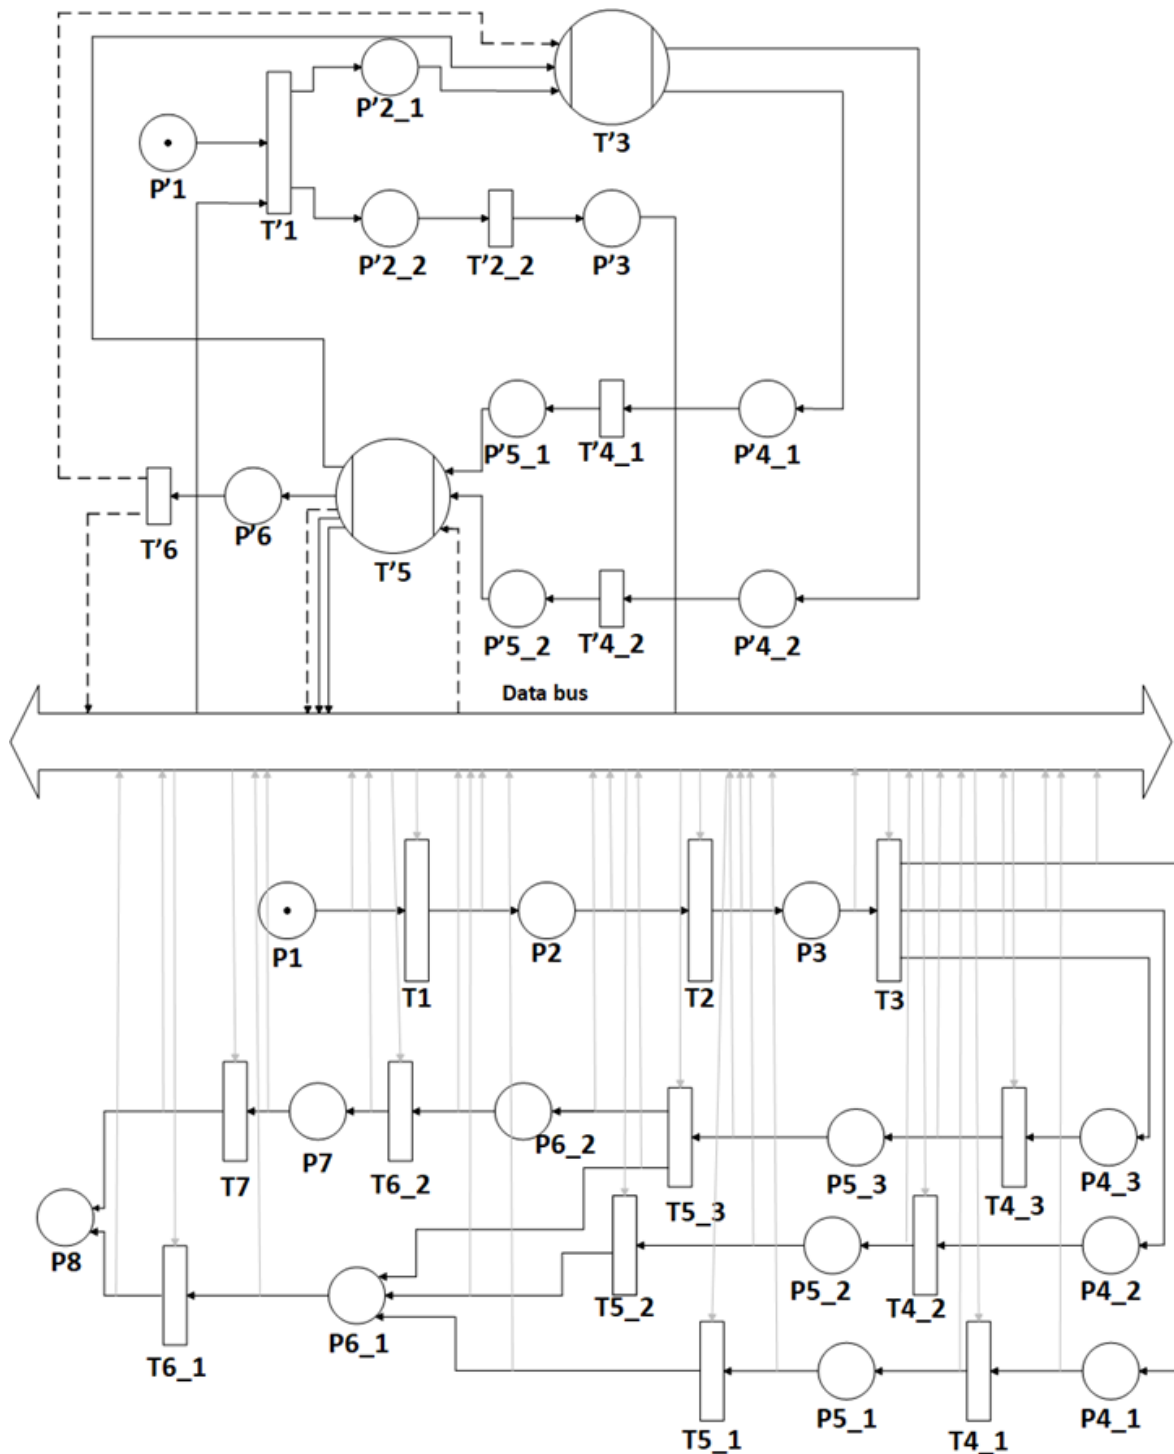 P'2_1
T'3
P'1
T'1
P'2_2 T'2_2 P'3
P'5_1 T'4_1 P'4_1
T'6 P'6
T'5
P'5_2 T'4_2 P'4_2
Data bus
P1 P2 P3
T1 T2 T3
P7 P6_2
T7 T6_2 P5_3 P4_3
T5_3 T4_3
P8 P5_2 P4_2
T5_2 T4_2
P6_1
T6_1 P5_1 P4_1
T5_1 T4_1